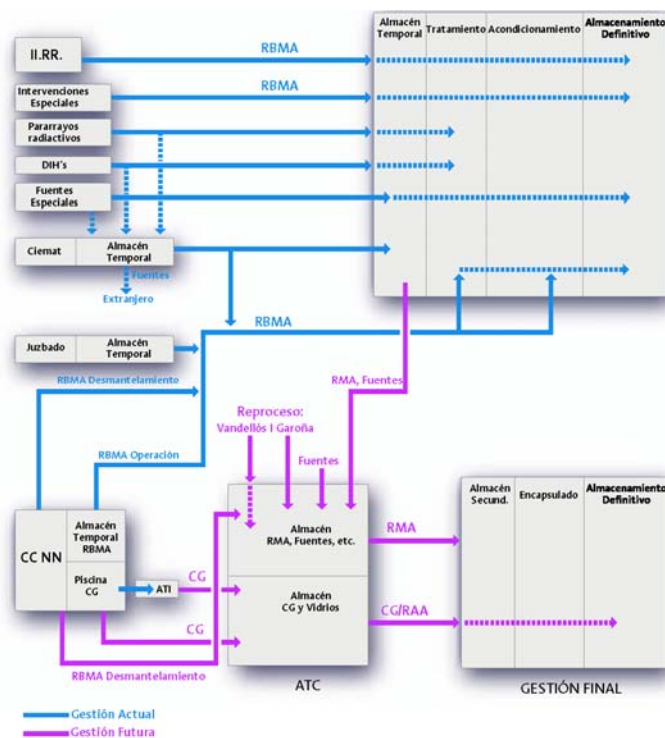 Almacén
Temporal
Tratamiento
Acondicionamiento
Almacenamiento
Definitivo
II.RR.
RBMA
Intervenciones
Especiales
RBMA
Pararrayos
radiactivos
DIH's
Fuentes
Especiales
Ciemat
Almacén
Temporal
Fuentes
Extranjero
RBMA
Juzbado
Almacén
Temporal
RBMA Desmantelamiento
RMA, Fuentes
Reproceso:
Vandellòs I Garoña
RBMA Operación
Fuentes
CC NN
Almacén
Temporal
RBMA
Piscina
CG
ATI
CG
CG
RBMA Desmantelamiento
Almacén
RMA, Fuentes, etc.
Almacén
CG y Vidrios
ATC
RMA
CG/RAA
Almacén
Secund.
Encapsulado
Almacenamiento
Definitivo
GESTIÓN FINAL
Gestión Actual
Gestión Futura